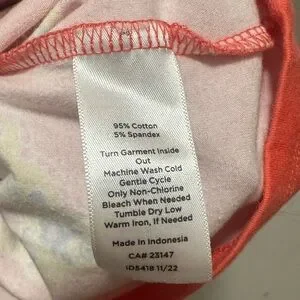 95% Cotton
5% Spandex
Turn Garment Inside
Out
Machine Wash Cold
Gentle Cycle
Only Non-Chlorine
Bleach When Needed
Tumble Dry Low
Warm Iron, If Needed
Made In Indonesia
CA# 23147
ID5418 11/22